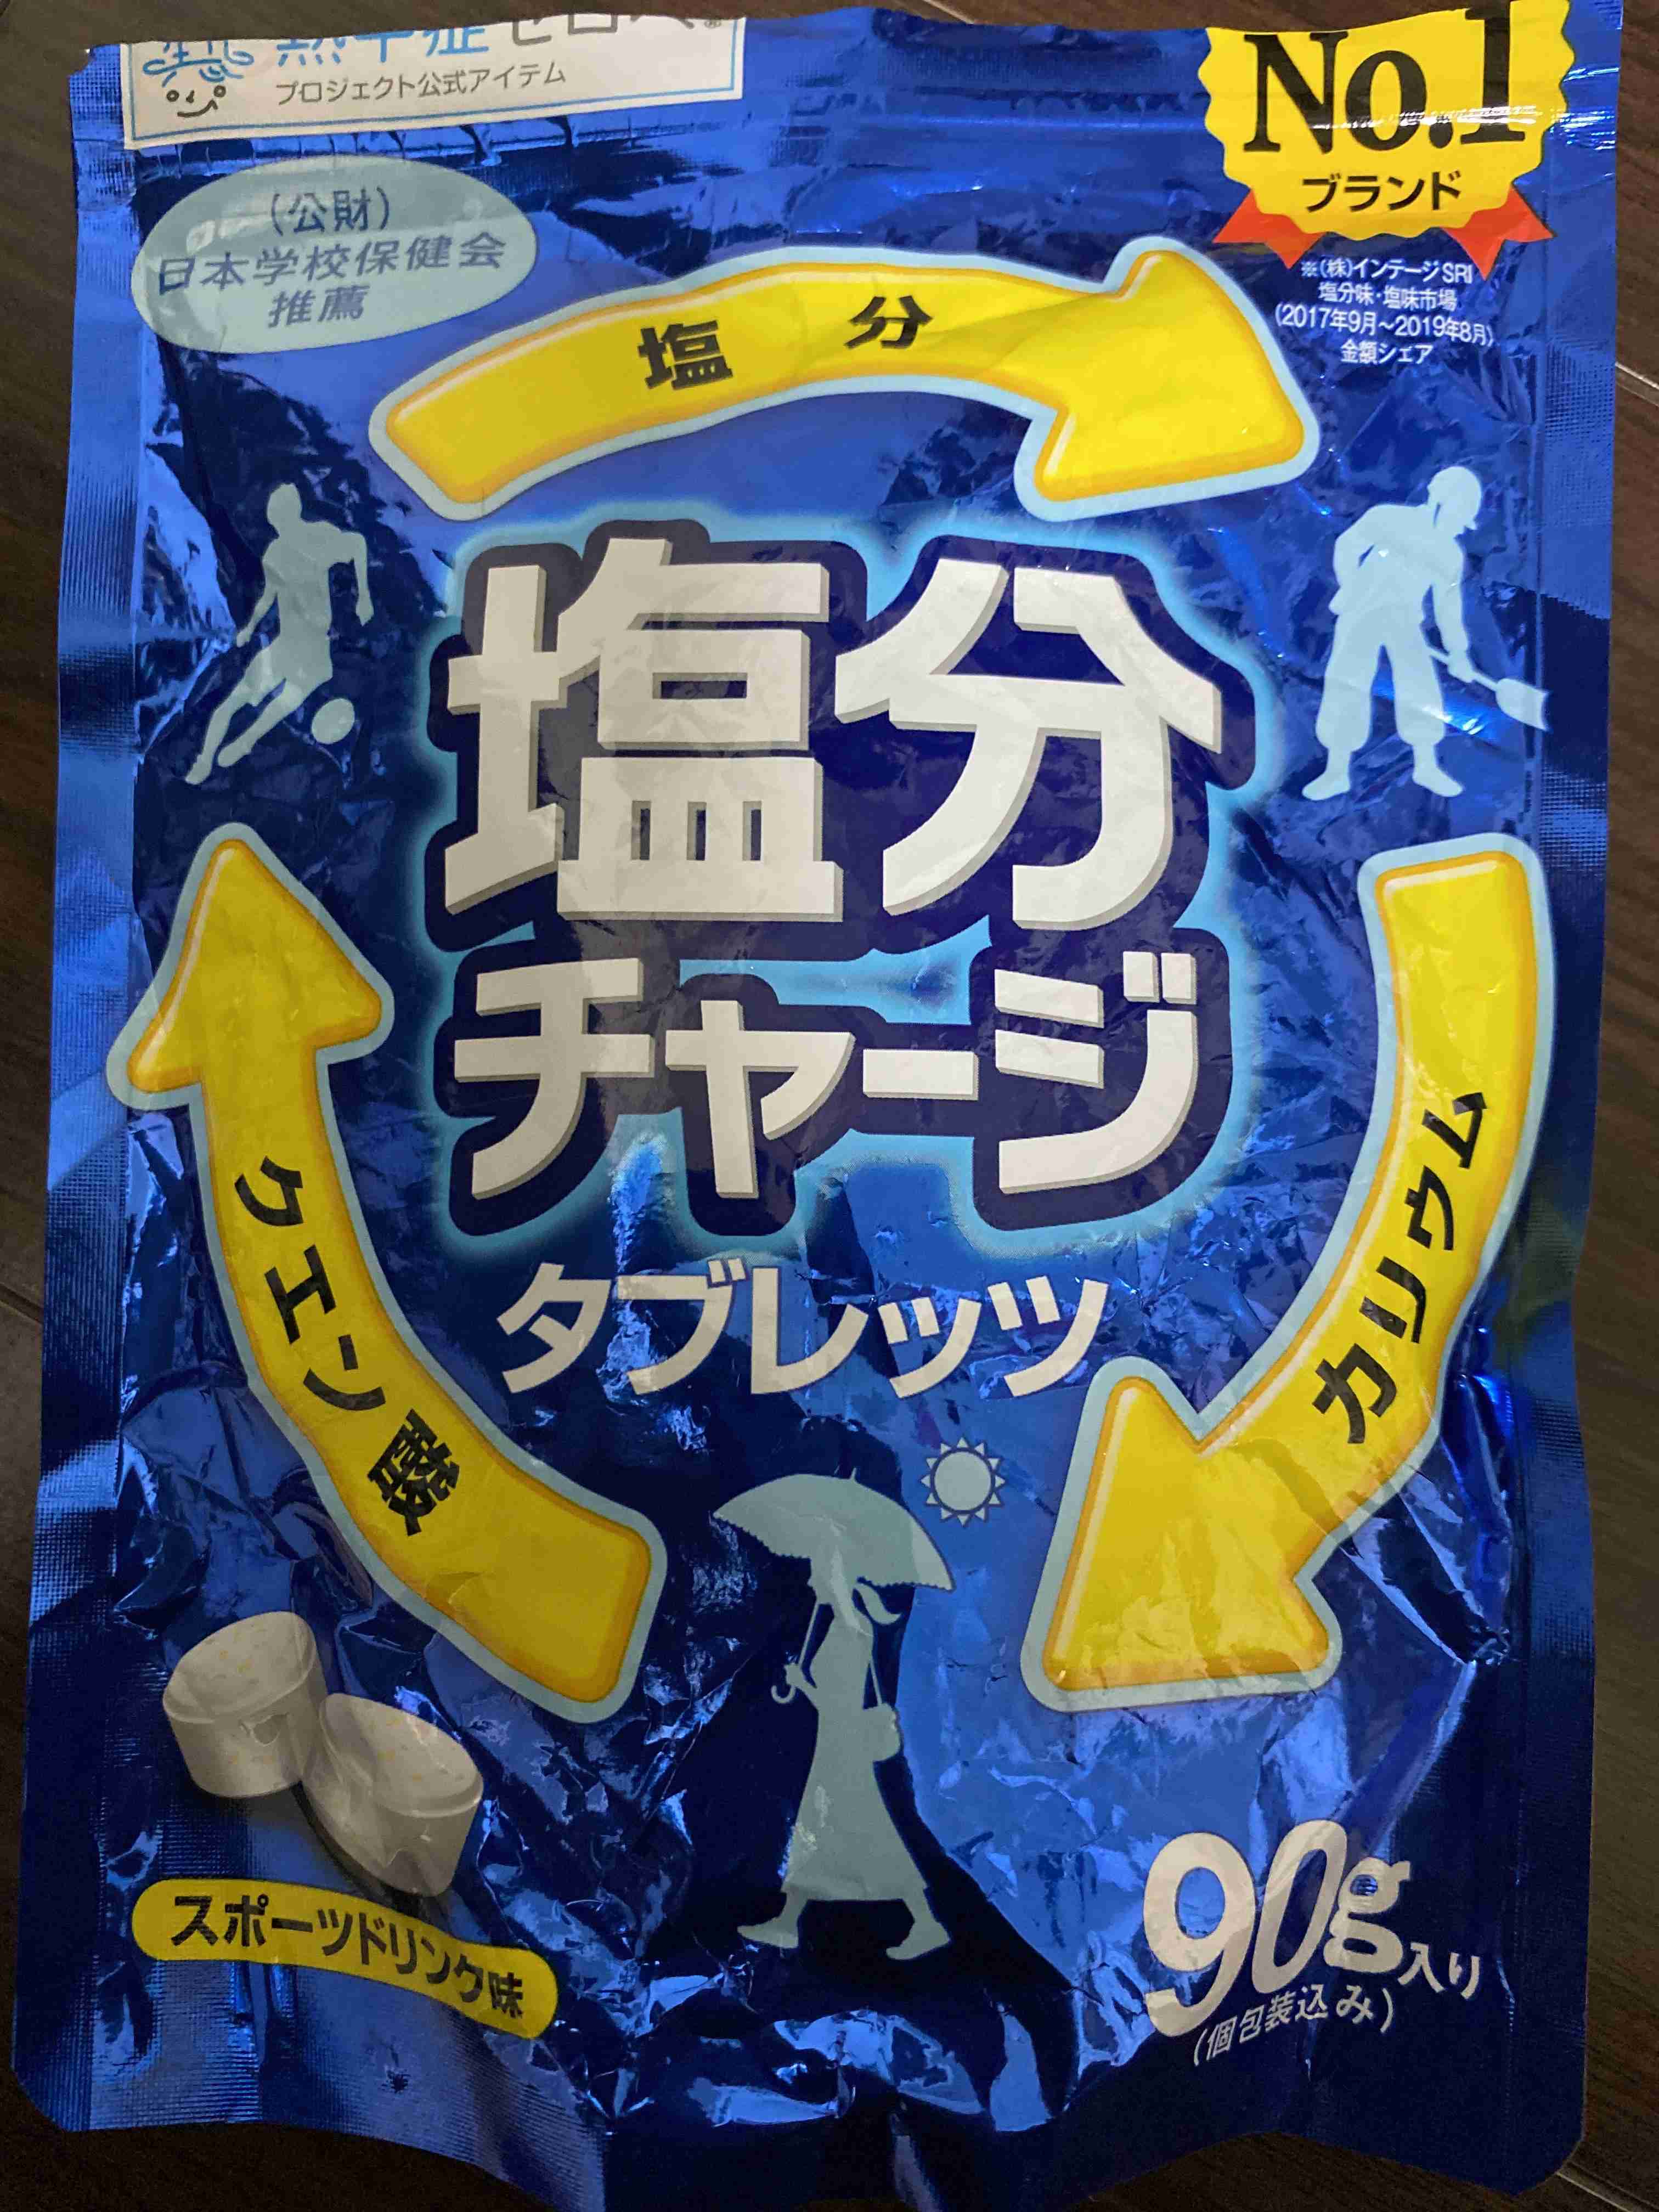 プロジェクト公式アイテム
No.1
ブランド
(公財)
日本学校保健会
推薦
※(株)インテージSRI
塩分味・塩味市場
(2017年9月～2019年8月)
金額シェア
塩分
塩分
チャージ
タブレッツ
カリウム
クエン酸
スポーツドリンク味
90g入り
(個包装込み)